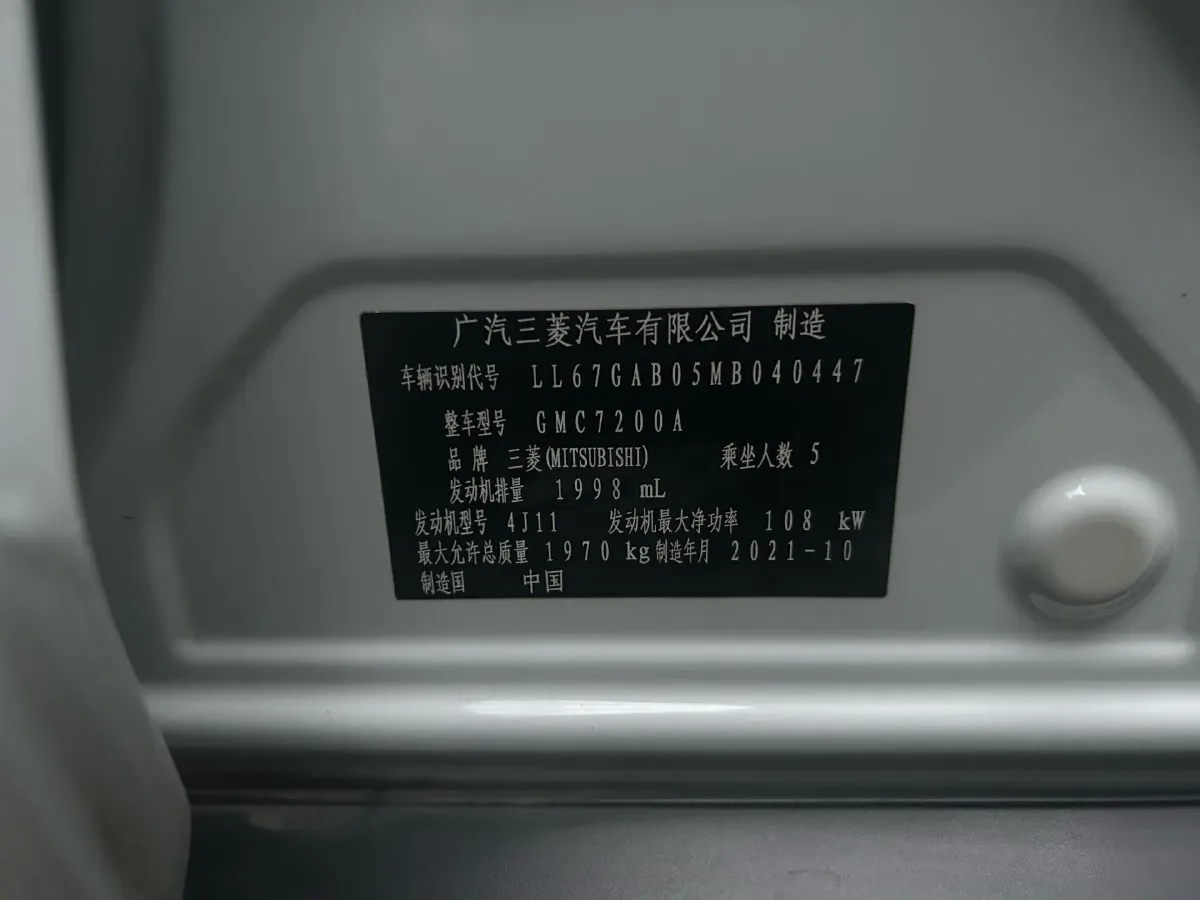 广汽三菱汽车有限公司 制造
车辆识别代号 LL67GAB05MB040447
整车型号 GMC7200A
品牌 三菱(MITSUBISHI) 乘坐人数 5
发动机排量 1998 mL
发动机型号 4J11 发动机最大净功率 108 kW
最大允许总质量 1970 kg 制造年月 2021-10
制造国 中国